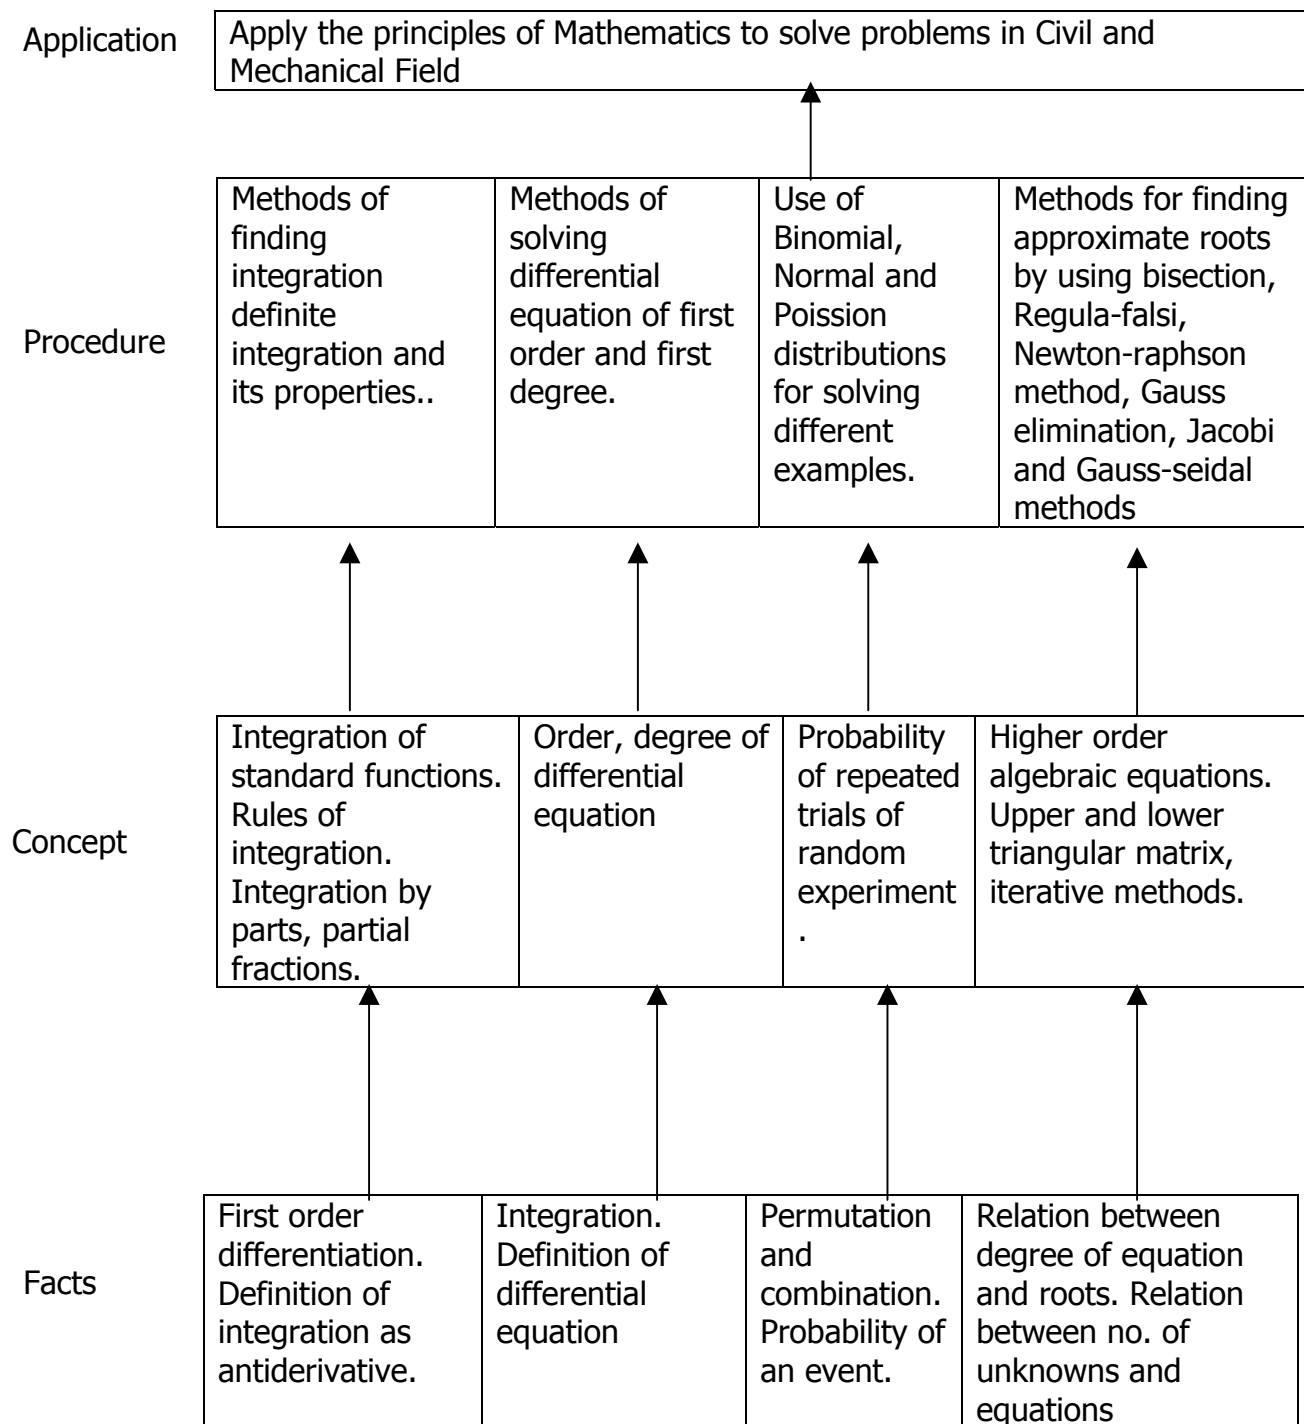 Application
Apply the principles of Mathematics to solve problems in Civil and
Mechanical Field
Procedure
Methods of
finding
integration
definite
integration and
its properties..
Methods of
solving
differential
equation of first
order and first
degree.
Use of
Binomial,
Normal and
Poission
distributions
for solving
different
examples.
Methods for finding
approximate roots
by using bisection,
Regula-falsi,
Newton-raphson
method, Gauss
elimination, Jacobi
and Gauss-seidal
methods
Concept
Integration of
standard functions.
Rules of
integration.
Integration by
parts, partial
fractions.
Order, degree of
differential
equation
Probability
of repeated
trials of
random
experiment
.
Higher order
algebraic equations.
Upper and lower
triangular matrix,
iterative methods.
Facts
First order
differentiation.
Definition of
integration as
antiderivative.
Integration.
Definition of
differential
equation
Permutation
and
combination.
Probability of
an event.
Relation between
degree of equation
and roots. Relation
between no. of
unknowns and
equations